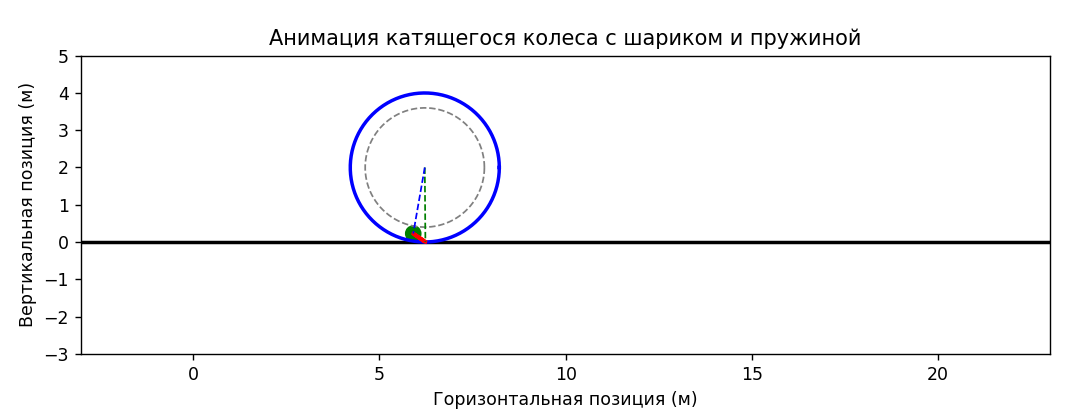 Анимация катящегося колеса с шариком и пружиной
Вертикальная позиция (м)
5
4
3
2
1
0
−1
−2
−3
0 5 10 15 20
Горизонтальная позиция (м)